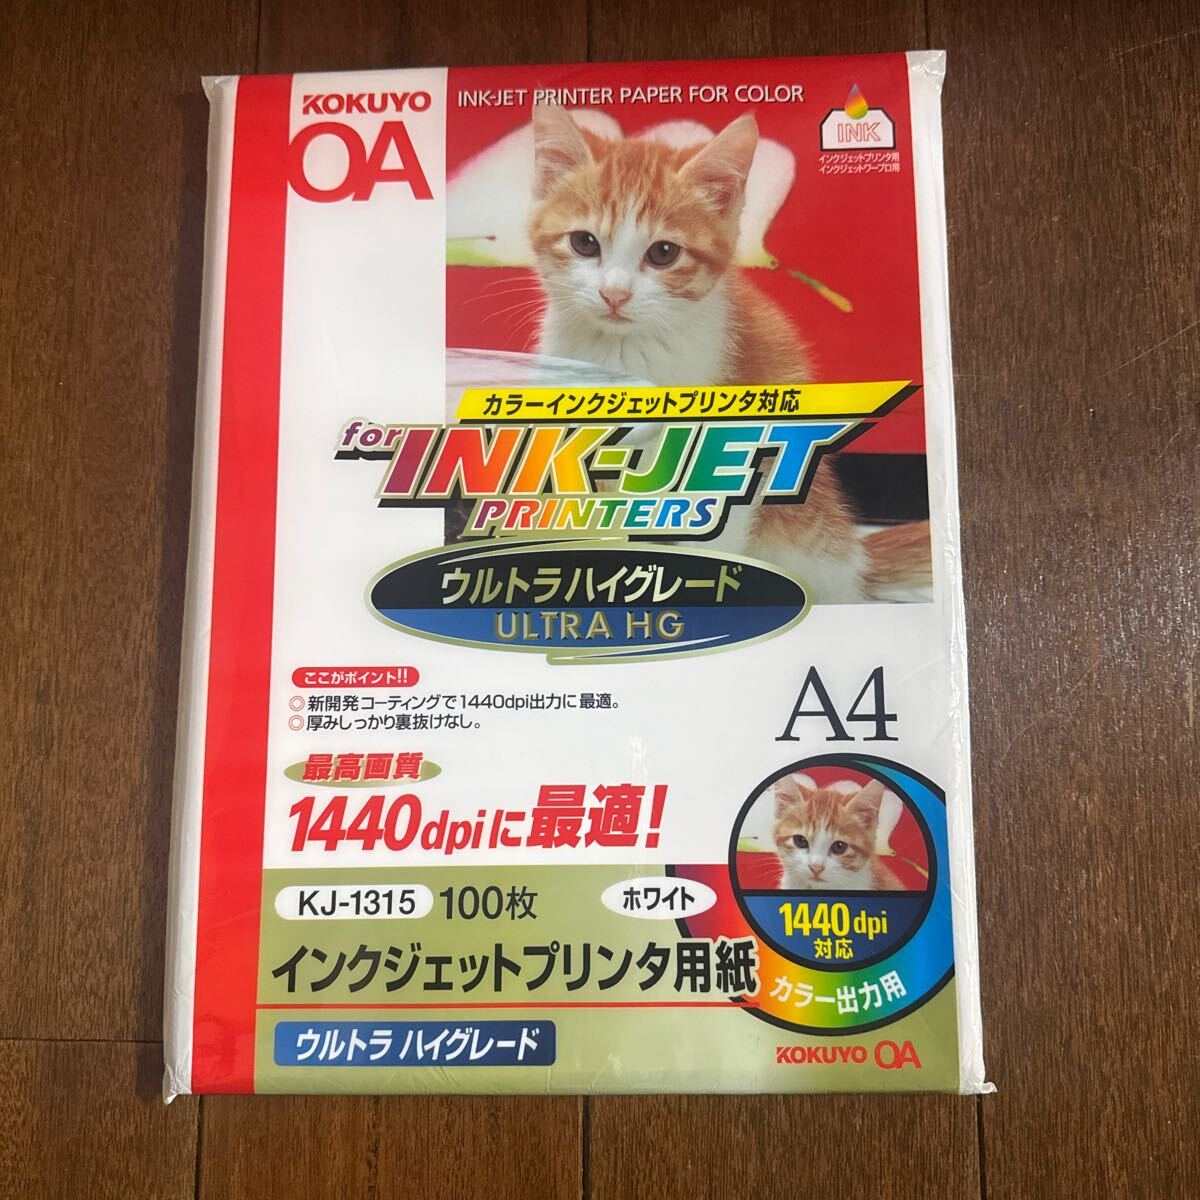 KOKUYO
OA
INK-JET PRINTER PAPER FOR COLOR
INK
インクジェットプリンタ用
インクジェットワープロ用
カラーインクジェットプリンタ対応
for INK-JET
PRINTERS
ウルトラハイグレード
ULTRA HG
ここがポイント!!
◎新開発コーティングで1440dpi出力に最適。
◎厚みしっかり裏抜けなし。
A4
最高画質
1440dpiに最適!
KJ-1315 100枚 ホワイト
インクジェットプリンタ用紙
ウルトラ ハイグレード
1440dpi
対応
カラー出力用
KOKUYO OA